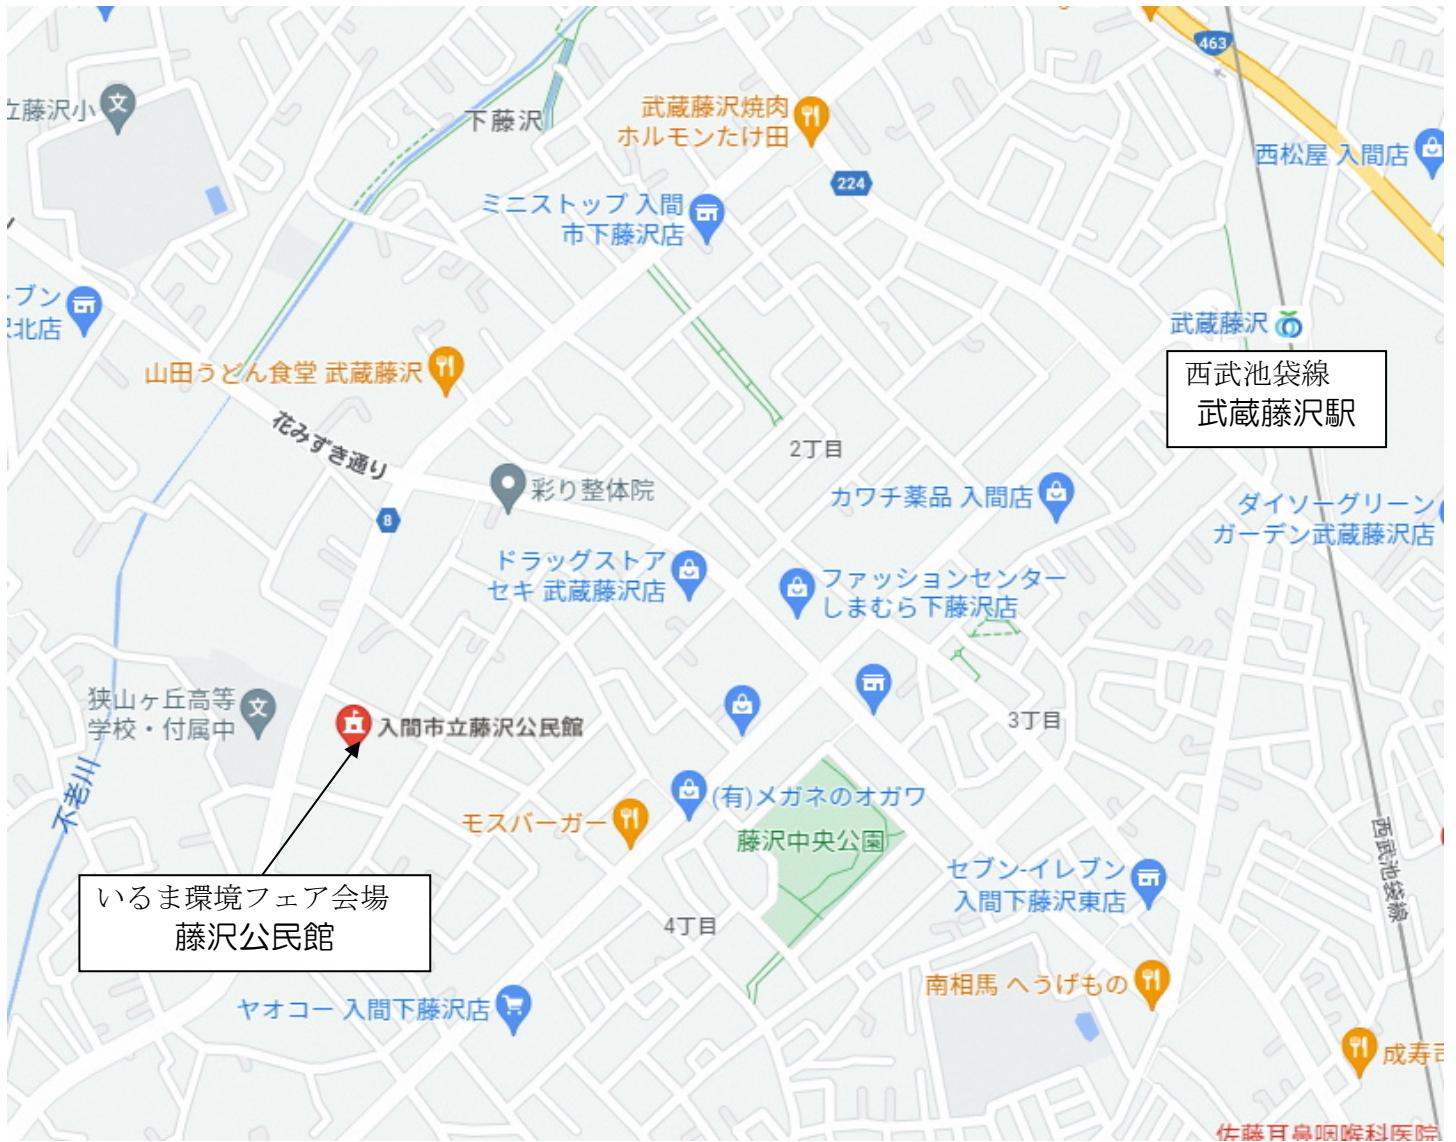 463
立藤沢小
下藤沢
武蔵藤沢焼肉
ホルモンたけ田
西松屋 入間店
224
ミニストップ 入間
市下藤沢店
ブン
北店
武蔵藤沢
西武池袋線
武蔵藤沢駅
山田うどん食堂 武蔵藤沢
花みずき通り
2丁目
彩り整体院
カワチ薬品 入間店
ダイソーグリーン
ガーデン武蔵藤沢店
8
ドラッグストア
セキ 武蔵藤沢店
ファッションセンター
しまむら下藤沢店
狭山ヶ丘高等
学校・付属中
入間市立藤沢公民館
3丁目
不老川
(有)メガネのオガワ
モスバーガー
藤沢中央公園
西武池袋線
セブン-イレブン
入間下藤沢東店
いるま環境フェア会場
藤沢公民館
4丁目
南相馬 へうげもの
ヤオコー 入間下藤沢店
成寿司
佐藤耳鼻咽喉科医院